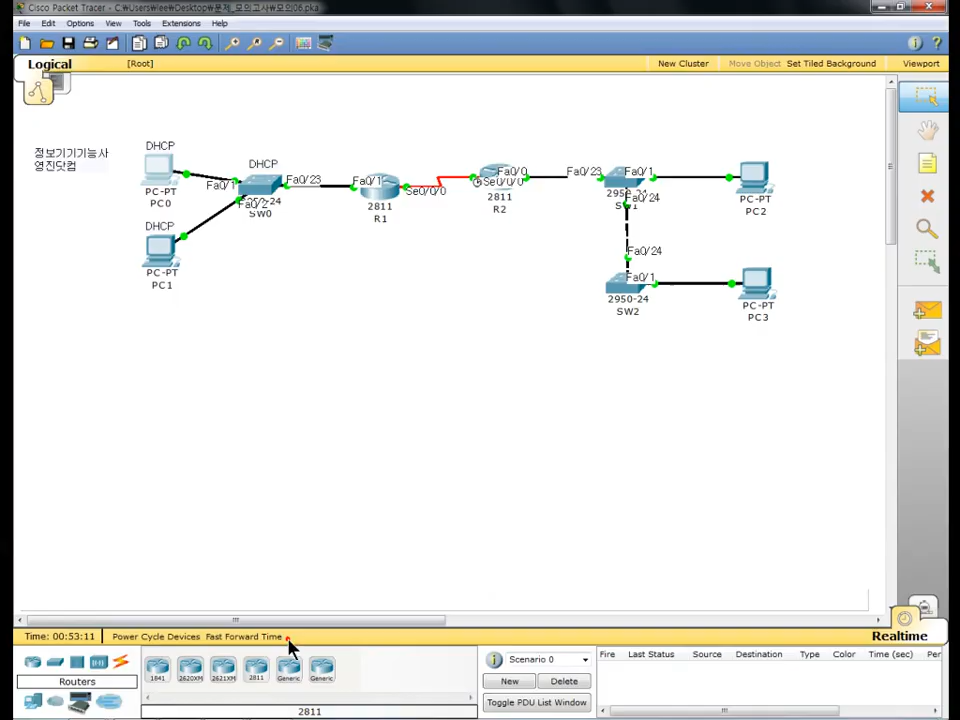 Cisco Packet Tracer - C:\Users\lee\Desktop\문제_모의고사\모의06.pka
File Edit Options View Tools Extensions Help
Logical [Root] New Cluster Move Object Set Tiled Background Viewport
정보기기기능사
영진닷컴
DHCP
PC-PT
PC0
DHCP
PC-PT
PC1
Fa0/1
Fa0/2
DHCP
SW0
Fa0/23
Fa0/1
2811
R1
Se0/0/0
Fa0/0
Se0/0/0
2811
R2
Fa0/23
Fa0/1
Fa0/24
PC-PT
PC2
Fa0/24
Fa0/1
2950-24
SW2
PC-PT
PC3
Time: 00:53:11 Power Cycle Devices Fast Forward Time Realtime
Routers
1841 2620XM 2621XM 2811 Generic Generic
2811
Scenario 0
New Delete
Toggle PDU List Window
Fire Last Status Source Destination Type Color Time (sec) Per